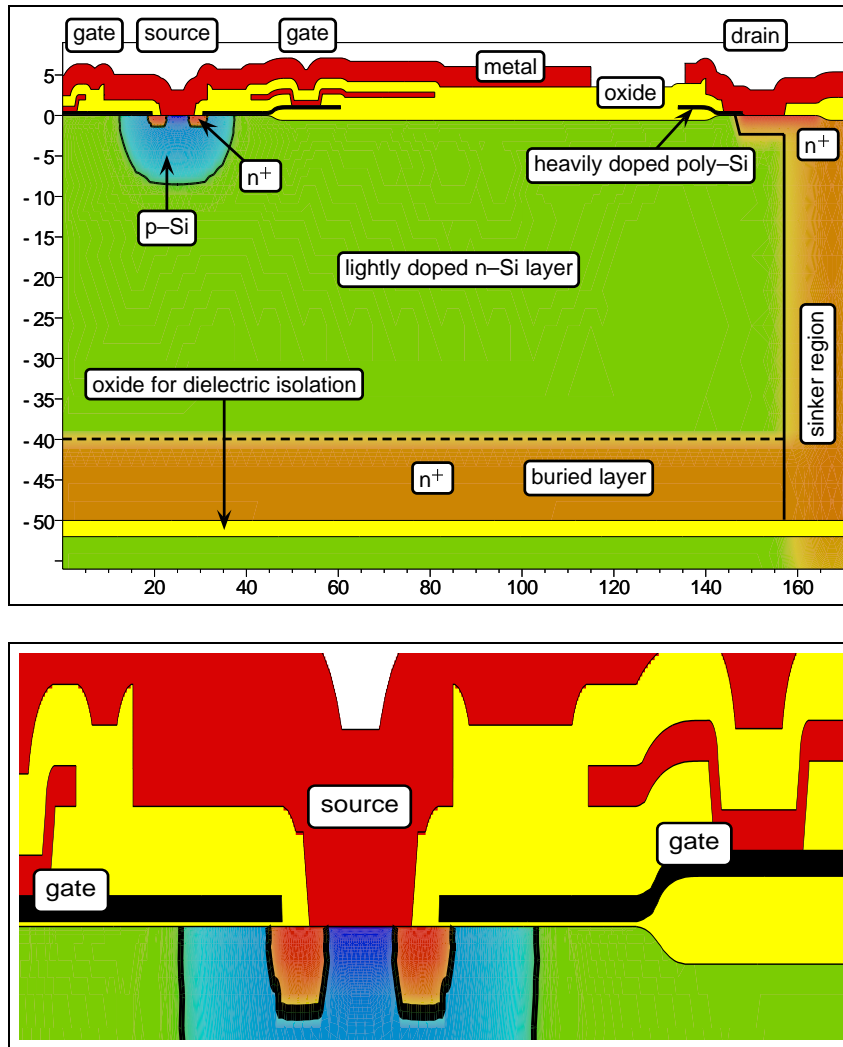 gate source gate drain
metal
oxide
5
0
-5
-10
-15
-20
-25
-30
-35
-40
-45
-50
n⁺
heavily doped poly–Si
n⁺
p–Si
lightly doped n–Si layer
sinker region
oxide for dielectric isolation
n⁺
buried layer
20 40 60 80 100 120 140 160
source
gate
gate